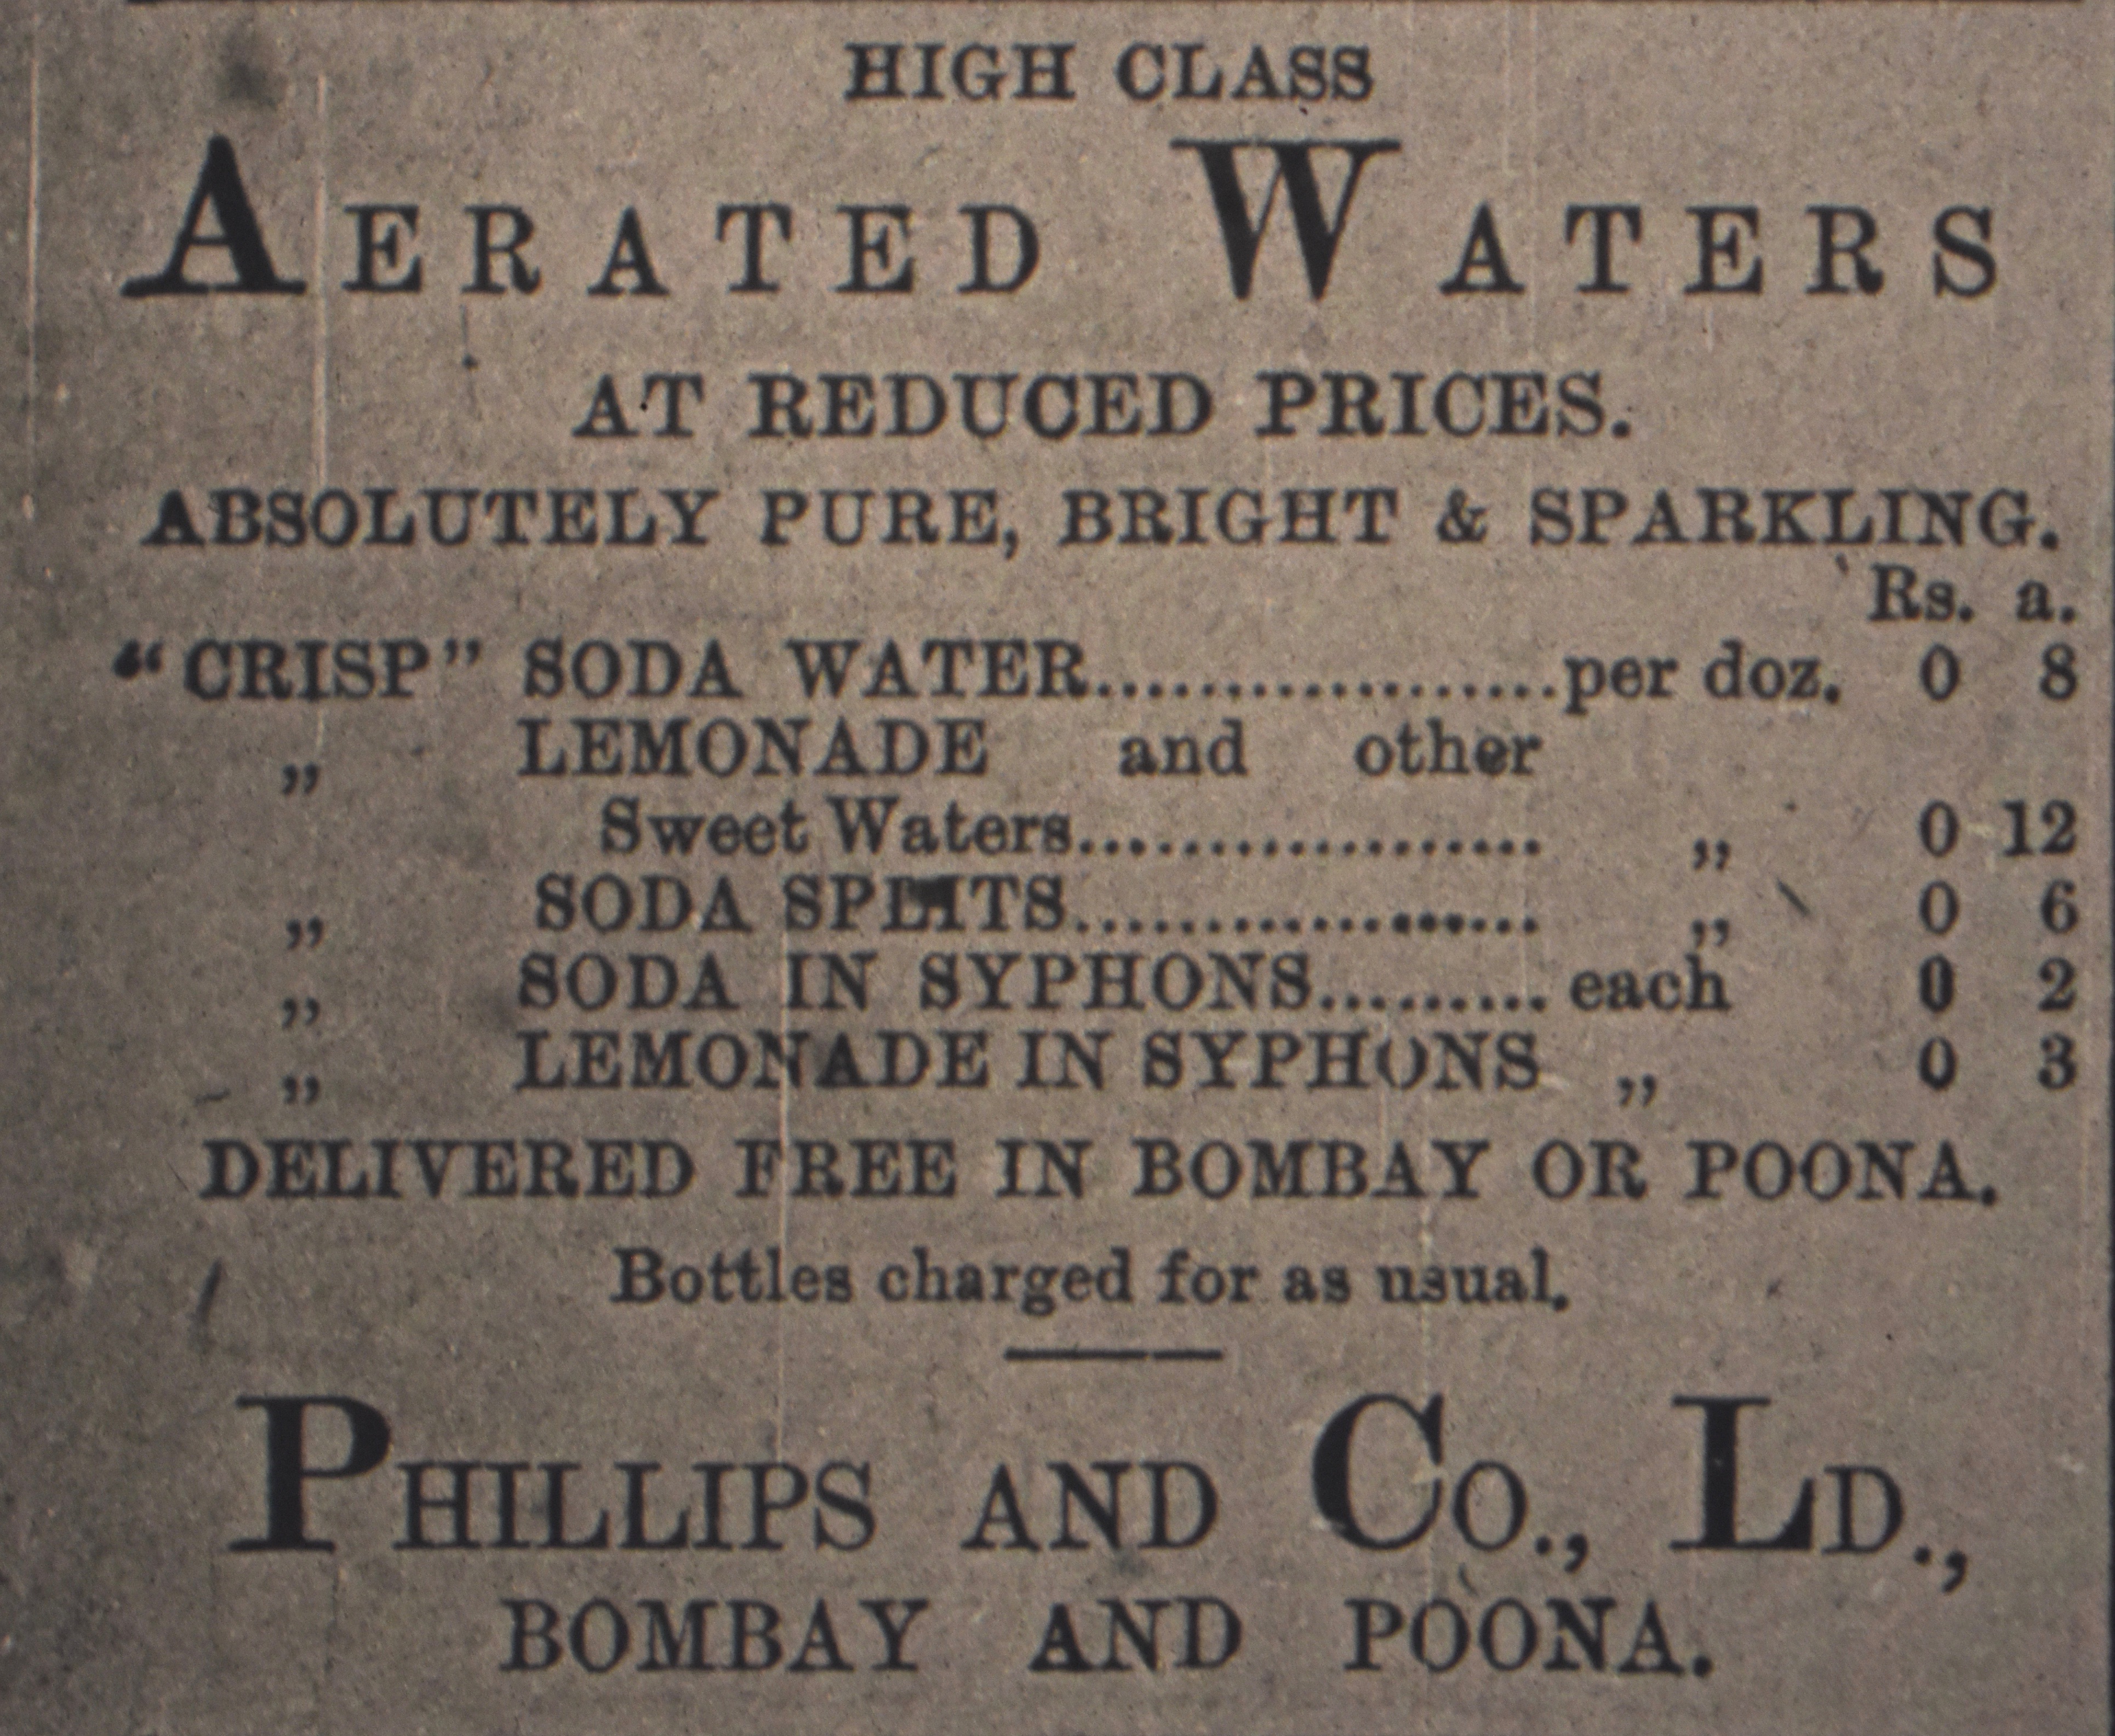 HIGH CLASS
AERATED WATERS
AT REDUCED PRICES.
ABSOLUTELY PURE, BRIGHT & SPARKLING.
Rs. a.
"CRISP" SODA WATER..................per doz. 0 8
„ LEMONADE and other
Sweet Waters.................. „ 0 12
„ SODA SPLITS.................. „ 0 6
„ SODA IN SYPHONS......... each 0 2
„ LEMONADE IN SYPHONS „ 0 3
DELIVERED FREE IN BOMBAY OR POONA.
Bottles charged for as usual.
PHILLIPS AND CO., LD.,
BOMBAY AND POONA.